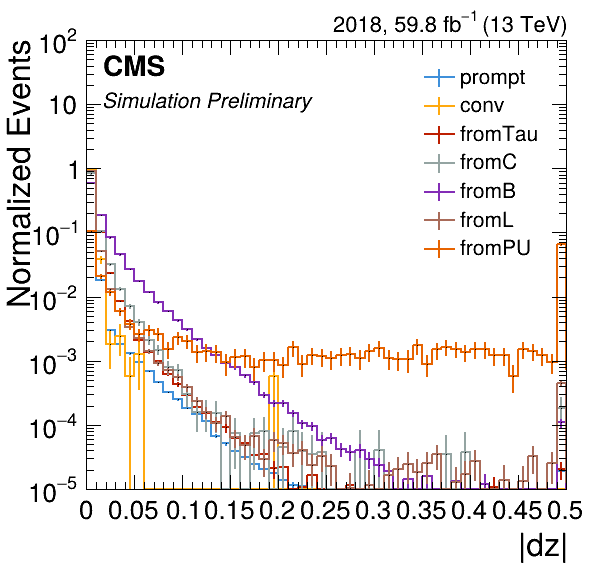 2018, 59.8 fb⁻¹ (13 TeV)
CMS
Simulation Preliminary
prompt
conv
fromTau
fromC
fromB
fromL
fromPU
Normalized Events
10²
10
1
10⁻¹
10⁻²
10⁻³
10⁻⁴
10⁻⁵
0 0.05 0.10 0.15 0.2 0.25 0.3 0.35 0.4 0.45 0.5
|dz|